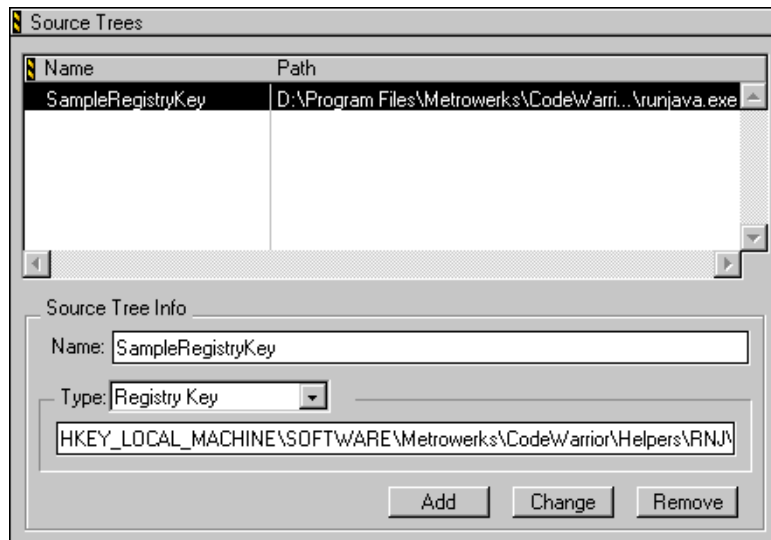 Source Trees
Name Path
SampleRegistryKey D:\Program Files\Metrowerks\CodeWarri...\runjava.exe
Source Tree Info
Name: SampleRegistryKey
Type: Registry Key
HKEY_LOCAL_MACHINE\SOFTWARE\Metrowerks\CodeWarrior\Helpers\RNJ\
Add Change Remove